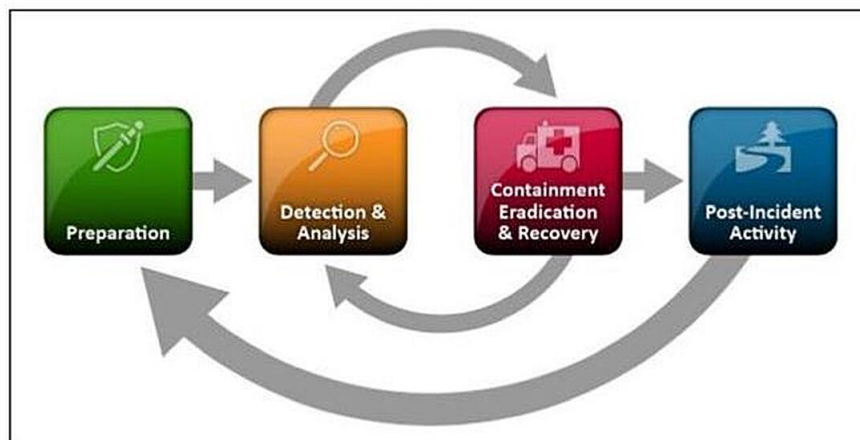 Preparation
Detection &
Analysis
Containment
Eradication
& Recovery
Post-Incident
Activity